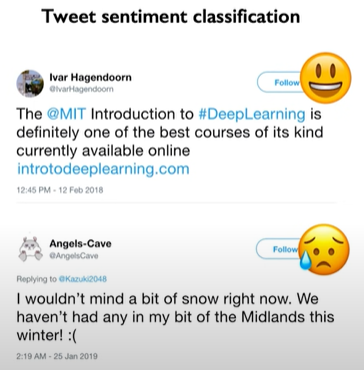 Tweet sentiment classification
Ivar Hagendoorn
@IvarHagendoorn
Follow
The @MIT Introduction to #DeepLearning is
definitely one of the best courses of its kind
currently available online
introtodeeplearning.com
12:45 PM - 12 Feb 2018
Angels-Cave
@AngelsCave
Follow
Replying to @Kazuki2048
I wouldn't mind a bit of snow right now. We
haven't had any in my bit of the Midlands this
winter! :(
2:19 AM - 25 Jan 2019